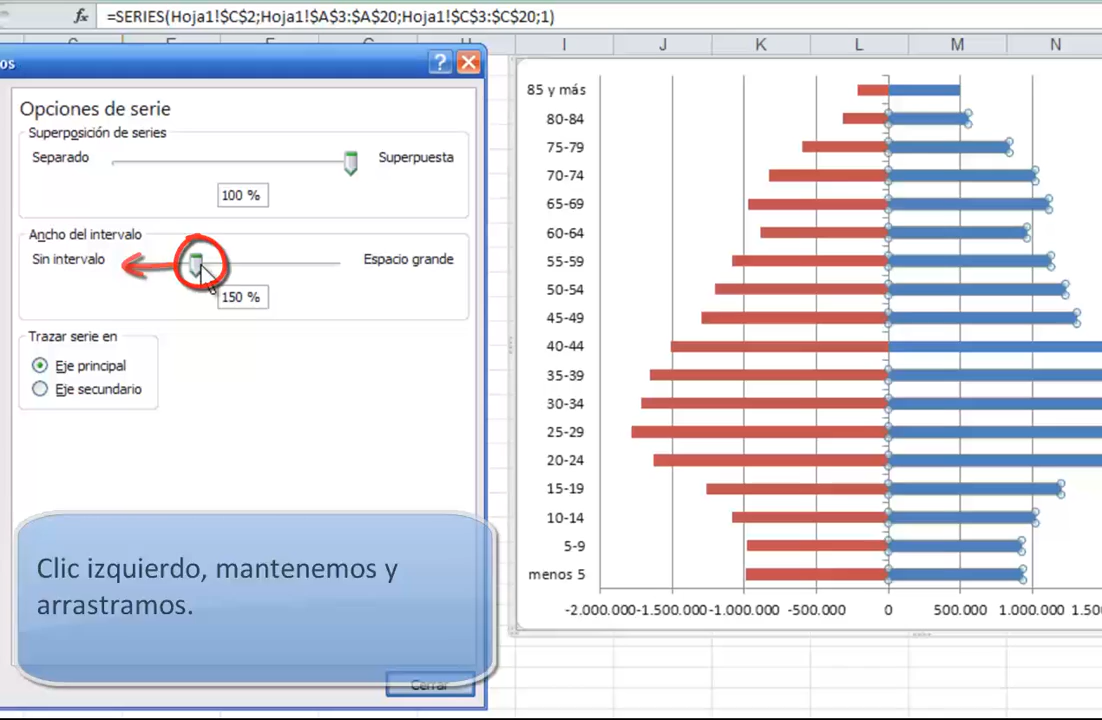 fx =SERIES(Hoja1!$C$2;Hoja1!$A$3:$A$20;Hoja1!$C$3:$C$20;1)
I J K L M N
os
?
Opciones de serie
Superposición de series
Separado Superpuesta
100 %
Ancho del intervalo
Sin intervalo Espacio grande
150 %
Trazar serie en
Eje principal
Eje secundario
Clic izquierdo, mantenemos y
arrastramos.
Cerrar
85 y más
80-84
75-79
70-74
65-69
60-64
55-59
50-54
45-49
40-44
35-39
30-34
25-29
20-24
15-19
10-14
5-9
menos 5
-2.000.000 -1.500.000 -1.000.000 -500.000 0 500.000 1.000.000 1.50